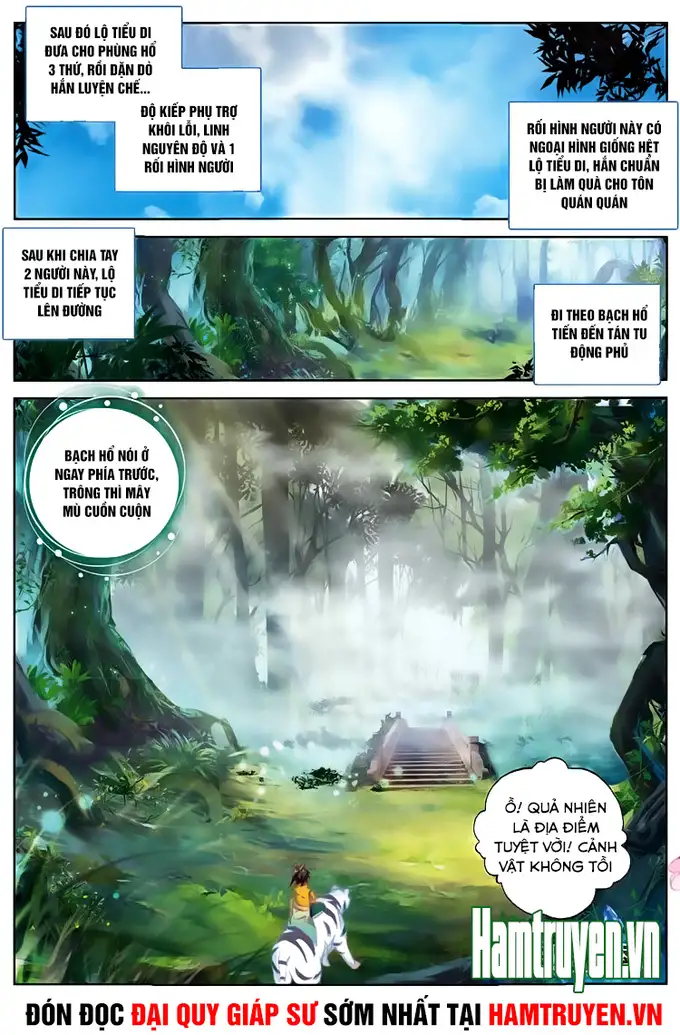 SAU ĐÓ LỘ TIỂU DI
ĐƯA CHO PHÙNG HỔ
3 THỨ, RỒI DẶN DÒ
HẮN LUYỆN CHẾ...
ĐỘ KIẾP PHỤ TRỢ
KHÔI LỖI, LINH
NGUYÊN ĐỘ VÀ 1
RỐI HÌNH NGƯỜI
RỐI HÌNH NGƯỜI NÀY CÓ
NGOẠI HÌNH GIỐNG HỆT
LỘ TIỂU DI, HẮN CHUẨN
BỊ LÀM QUÀ CHO TÔN
QUÁN QUÁN
SAU KHI CHIA TAY
2 NGƯỜI NÀY, LỘ
TIỂU DI TIẾP TỤC
LÊN ĐƯỜNG
ĐI THEO BẠCH HỔ
TIẾN ĐẾN TÁN TU
ĐỘNG PHỦ
BẠCH HỔ NÓI Ở
NGAY PHÍA TRƯỚC,
TRÔNG THÌ MÂY
MÙ CUỒN CUỘN
Ồ! QUẢ NHIÊN
LÀ ĐỊA ĐIỂM
TUYỆT VỜI! CẢNH
VẬT KHÔNG TỒI
Hamtruyen.vn
ĐÓN ĐỌC ĐẠI QUY GIÁP SƯ SỚM NHẤT TẠI HAMTRUYEN.VN